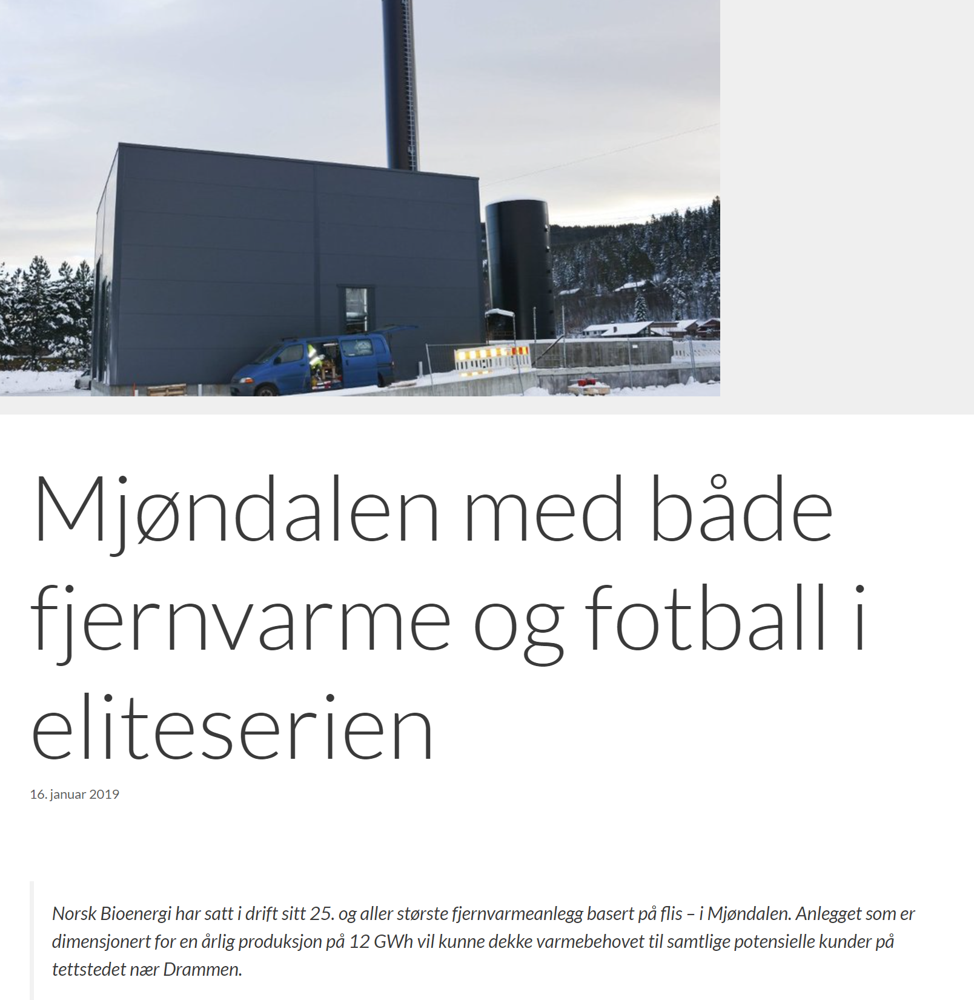 Mjøndalen med både
fjernvarme og fotball i
eliteserien
16. januar 2019
Norsk Bioenergi har satt i drift sitt 25. og aller største fjernvarmeanlegg basert på flis – i Mjøndalen. Anlegget som er
dimensjonert for en årlig produksjon på 12 GWh vil kunne dekke varmebehovet til samtlige potensielle kunder på
tettstedet nær Drammen.